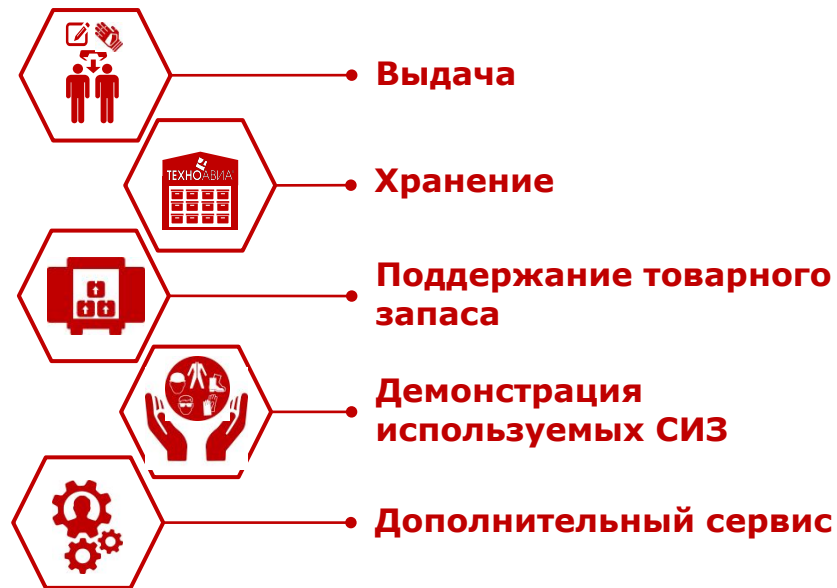 Выдача
ТЕХНОАВИА
Хранение
Поддержание товарного
запаса
Демонстрация
используемых СИЗ
Дополнительный сервис